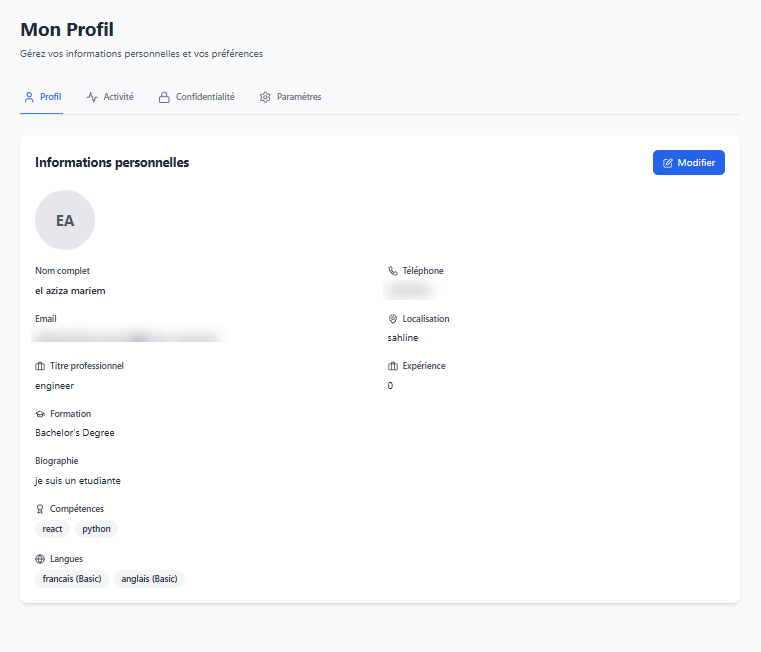 Mon Profil
Gérez vos informations personnelles et vos préférences
Profil
Activité
Confidentialité
Paramètres
Informations personnelles
Modifier
EA
Nom complet
el aziza mariem
Téléphone
Email
Localisation
sahline
Titre professionnel
engineer
Expérience
0
Formation
Bachelor's Degree
Biographie
je suis un etudiante
Compétences
react
python
Langues
francais (Basic)
anglais (Basic)